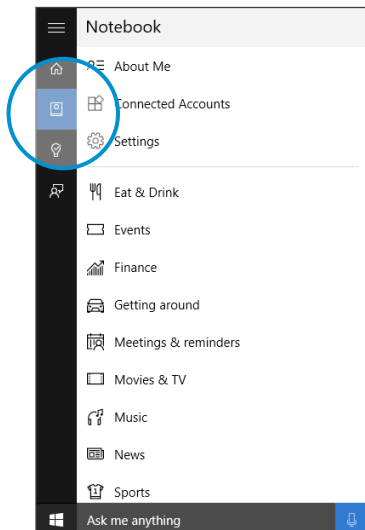 Notebook
About Me
Connected Accounts
Settings
Eat & Drink
Events
Finance
Getting around
Meetings & reminders
Movies & TV
Music
News
Sports
Ask me anything